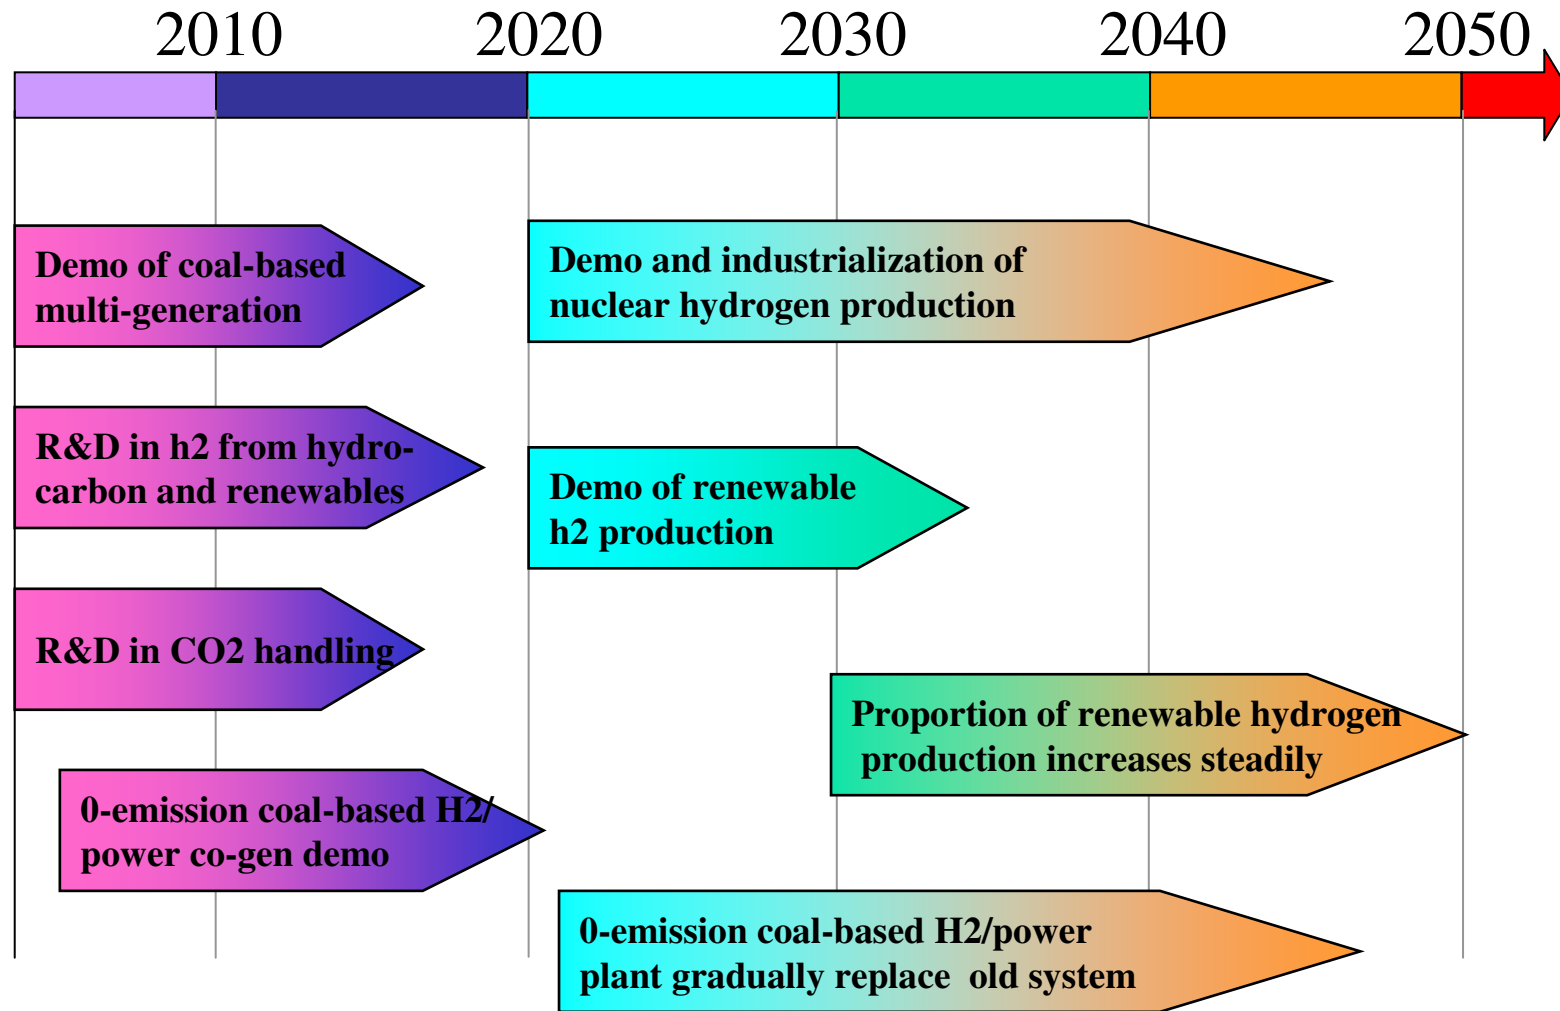 2010 2020 2030 2040 2050
Demo of coal-based
multi-generation
Demo and industrialization of
nuclear hydrogen production
R&D in h2 from hydro-
carbon and renewables
Demo of renewable
h2 production
R&D in CO2 handling
Proportion of renewable hydrogen
production increases steadily
0-emission coal-based H2/
power co-gen demo
0-emission coal-based H2/power
plant gradually replace  old system